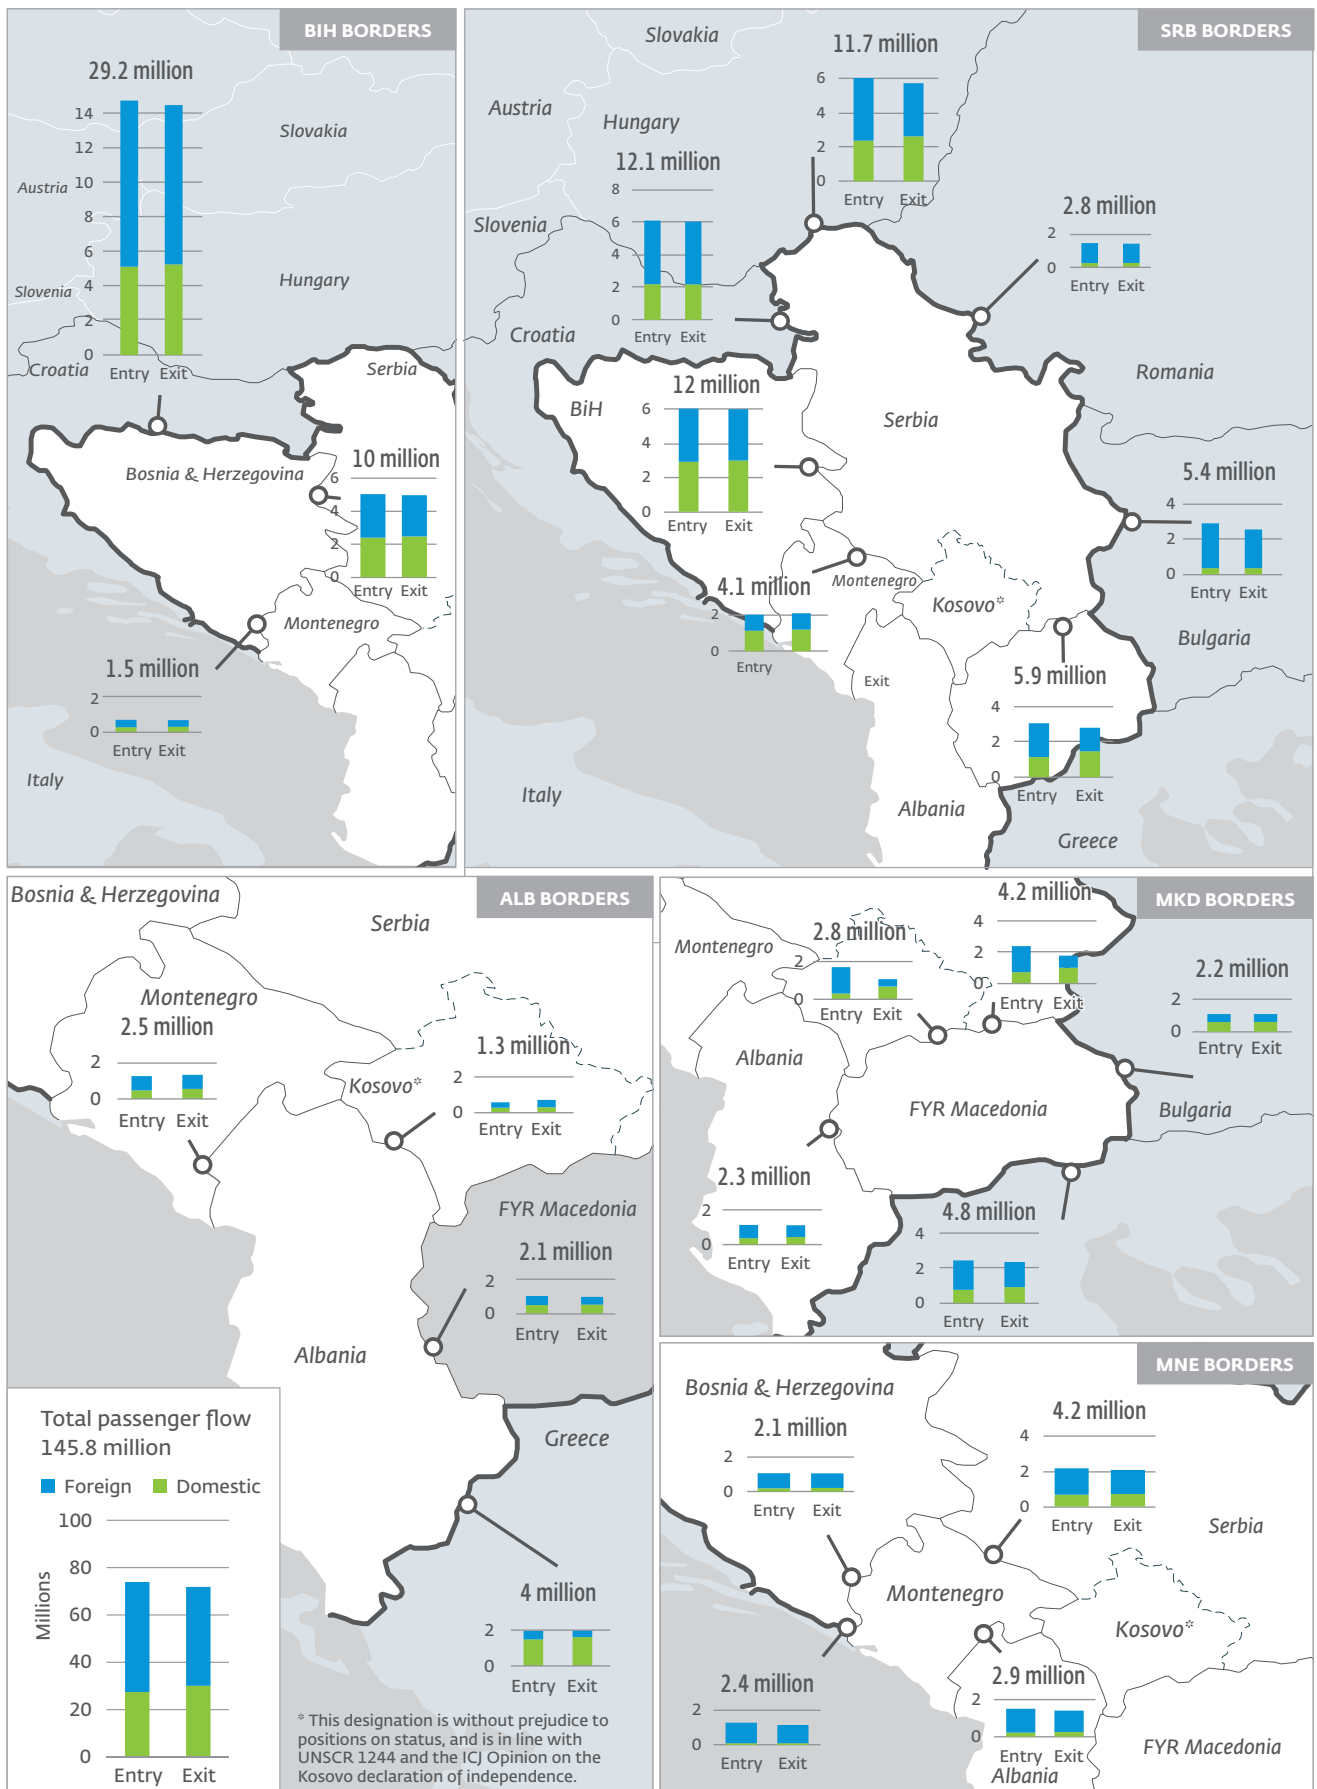 BIH BORDERS
29.2 million
14
12
10
8
6
4
2
0
Entry Exit
Slovakia
Austria
Hungary
Slovenia
Croatia
Serbia
Bosnia & Herzegovina
10 million
6
4
2
0
Entry Exit
Montenegro
1.5 million
2
0
Entry Exit
Italy
SRB BORDERS
Slovakia
11.7 million
6
4
2
0
Entry Exit
Austria
Hungary
12.1 million
8
6
4
2
0
Entry Exit
Slovenia
2.8 million
2
0
Entry Exit
Croatia
Romania
BiH
12 million
6
4
2
0
Entry Exit
Serbia
5.4 million
4
2
0
Entry Exit
4.1 million
2
0
Entry
Exit
Montenegro
Kosovo*
Bulgaria
5.9 million
4
2
0
Entry Exit
Italy
Albania
Greece
ALB BORDERS
Bosnia & Herzegovina
Serbia
Montenegro
2.5 million
2
0
Entry Exit
1.3 million
2
0
Entry Exit
Kosovo*
FYR Macedonia
2.1 million
2
0
Entry Exit
Albania
Greece
4 million
2
0
Entry Exit
Total passenger flow
145.8 million
Foreign Domestic
100
80
60
40
20
0
Millions
Entry Exit
* This designation is without prejudice to
positions on status, and is in line with
UNSCR 1244 and the ICJ Opinion on the
Kosovo declaration of independence.
MKD BORDERS
4.2 million
4
2
0
Entry Exit
Montenegro
2.8 million
2
0
Entry Exit
2.2 million
2
0
Entry Exit
Albania
FYR Macedonia
Bulgaria
2.3 million
2
0
Entry Exit
4.8 million
4
2
0
Entry Exit
MNE BORDERS
Bosnia & Herzegovina
2.1 million
2
0
Entry Exit
4.2 million
4
2
0
Entry Exit
Serbia
Montenegro
Kosovo*
2.4 million
2
0
Entry Exit
2.9 million
2
0
Entry Exit
Albania
FYR Macedonia